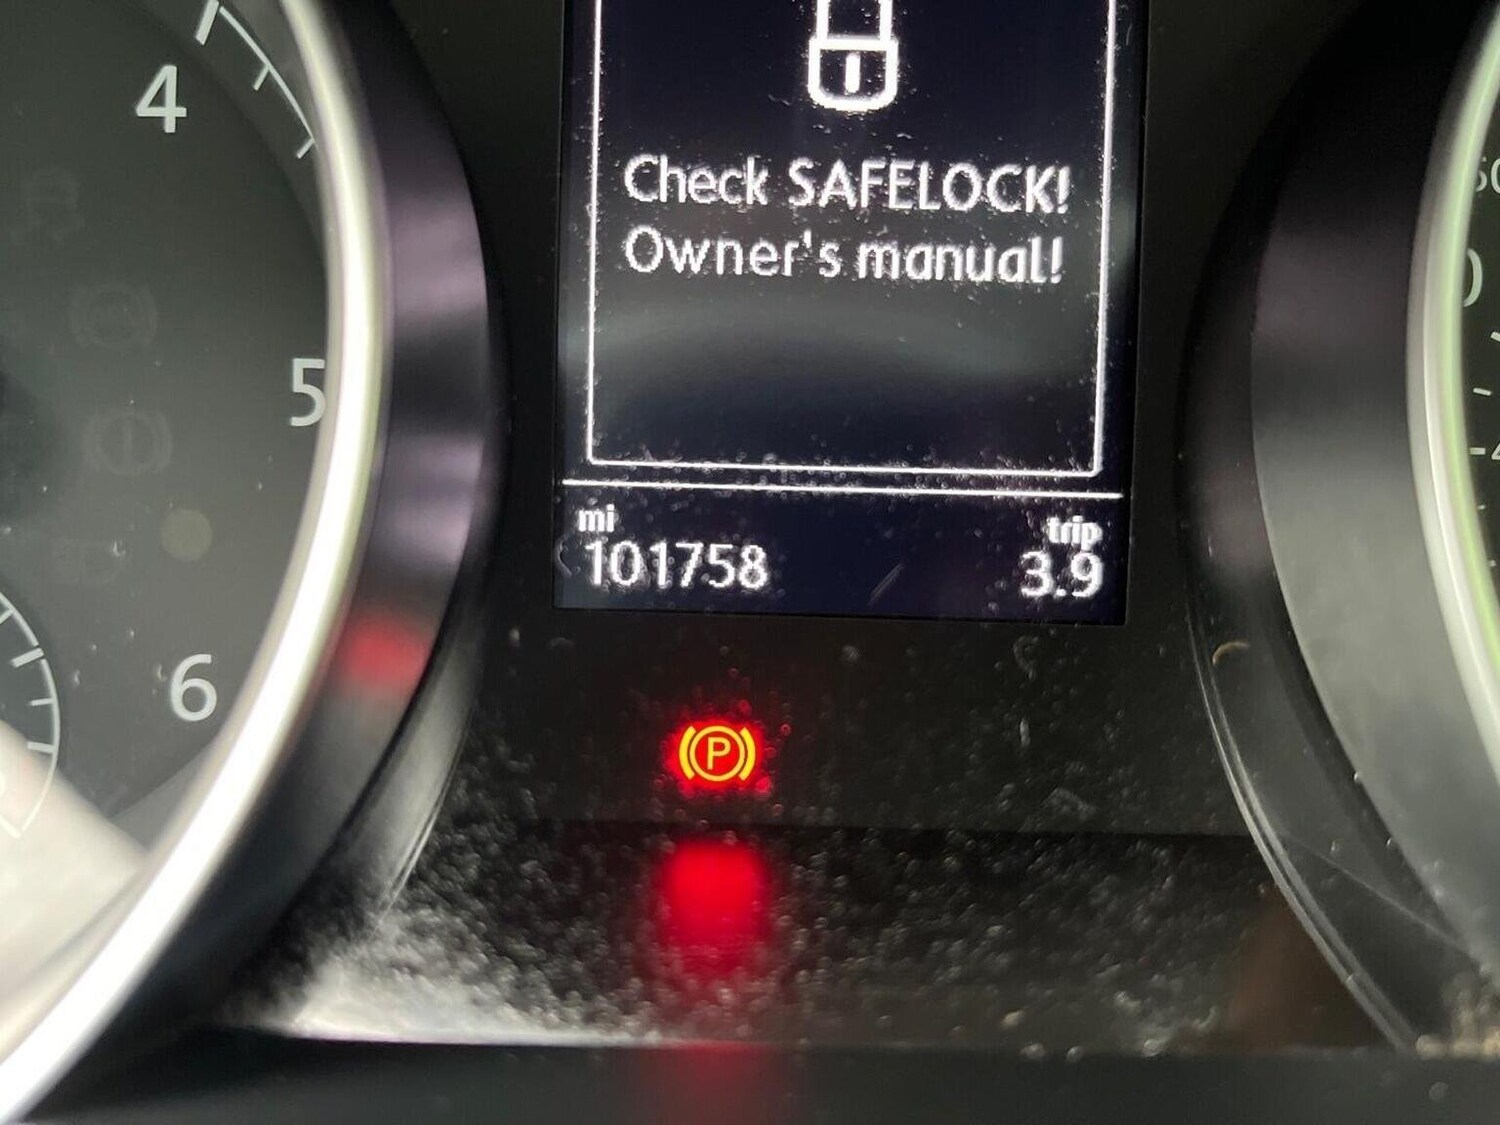 4
Check SAFELOCK!
Owner's manual!
5
mi trip
101758 3.9
6
P